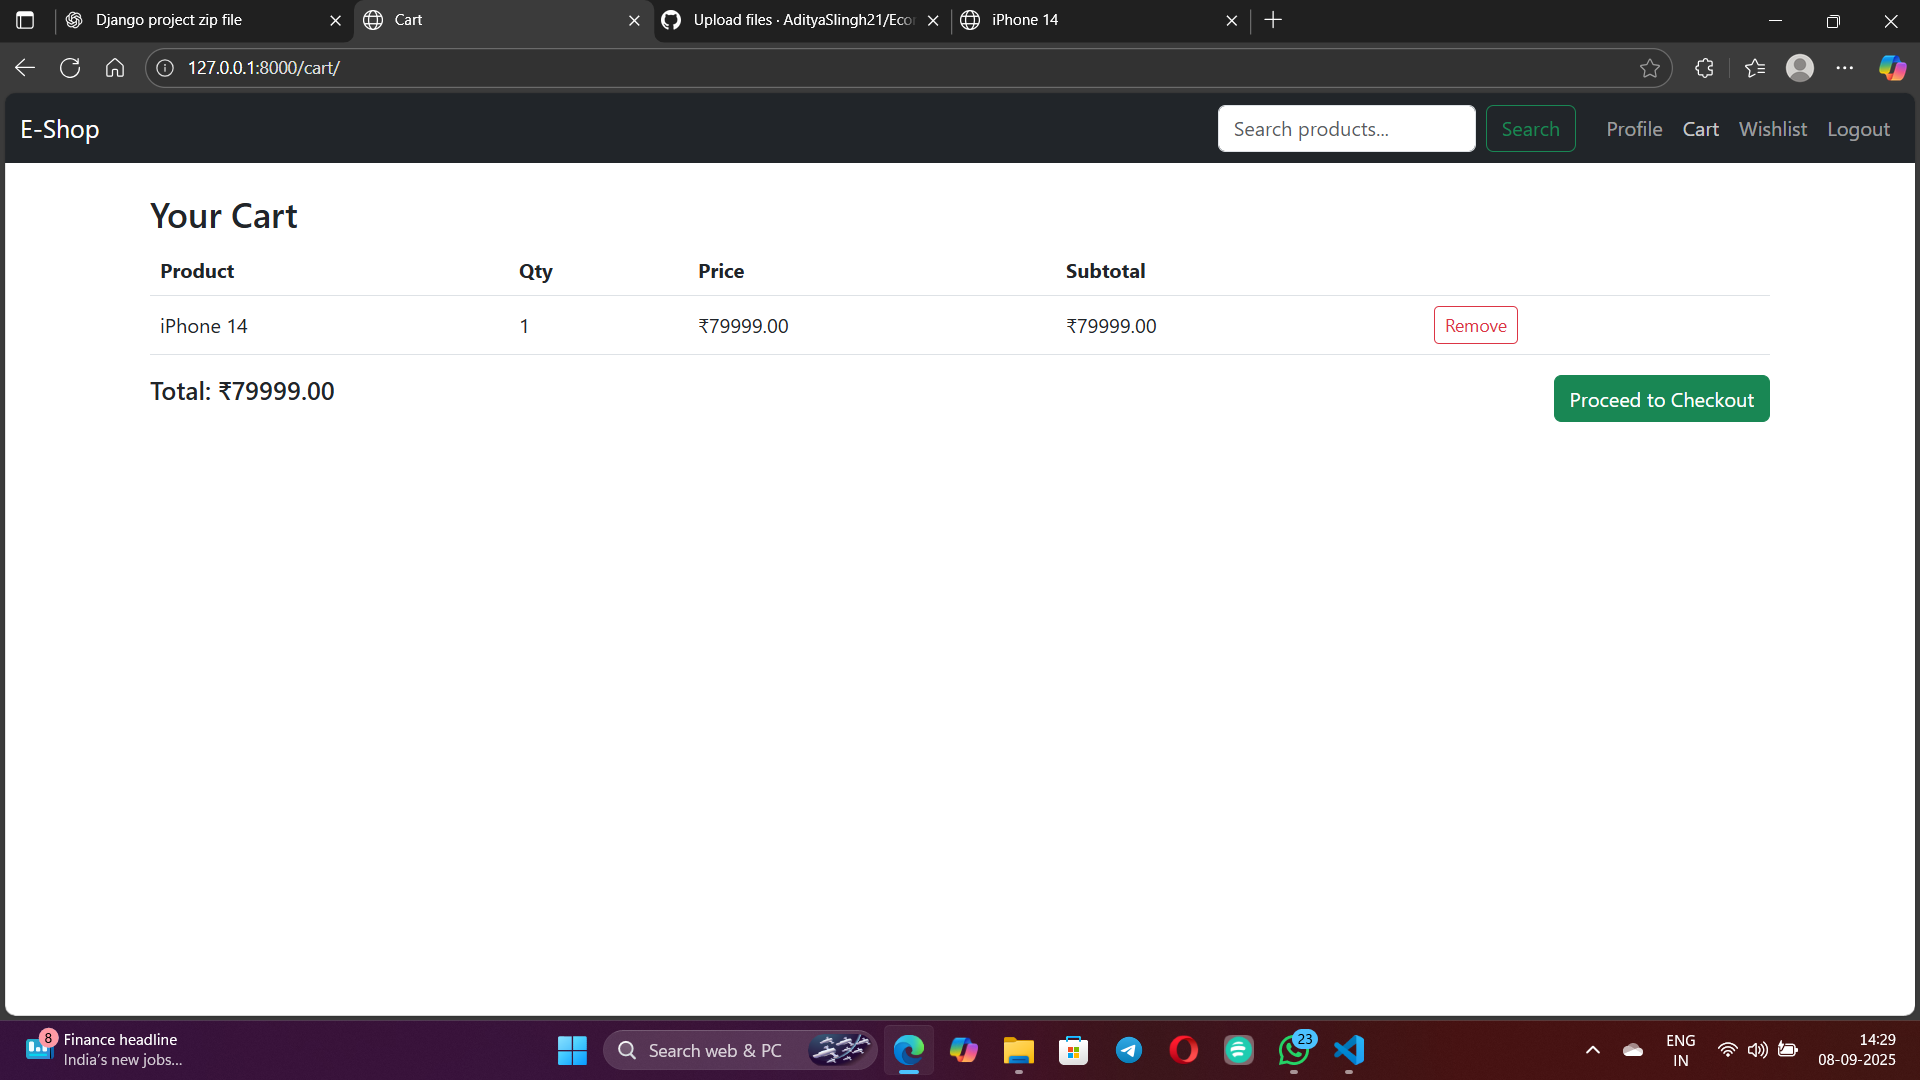 Django project zip file
Cart
Upload files · AdityaSlingh21/Ecor
iPhone 14
127.0.0.1:8000/cart/
E-Shop
Search products...
Search
Profile
Cart
Wishlist
Logout
Your Cart
Product Qty Price Subtotal
iPhone 14 1 ₹79999.00 ₹79999.00 Remove
Total: ₹79999.00
Proceed to Checkout
8
Finance headline
India's new jobs...
Search web & PC
23
ENG
IN
14:29
08-09-2025